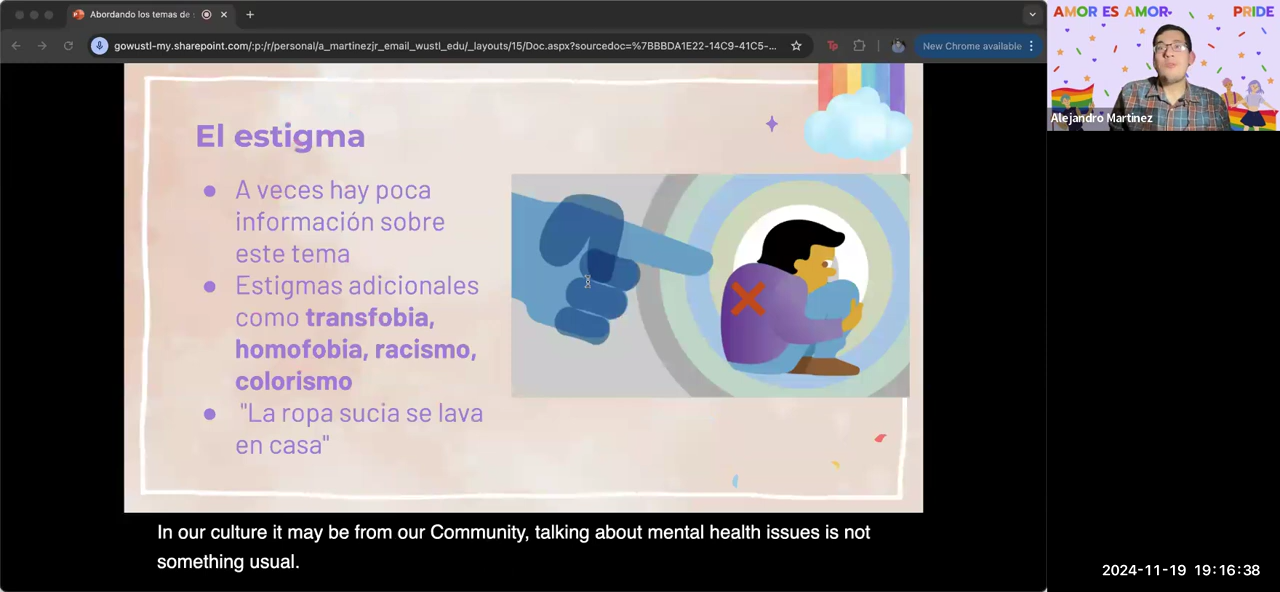 Abordando los temas de
gowustl-my.sharepoint.com/:p:/r/personal/a_martinezjr_email_wustl_edu/_layouts/15/Doc.aspx?sourcedoc=%7BBBDA1E22-14C9-41C5-...
New Chrome available
AMOR ES AMOR PRIDE
Alejandro Martinez
El estigma
● A veces hay poca
información sobre
este tema
● Estigmas adicionales
como transfobia,
homofobia, racismo,
colorismo
● "La ropa sucia se lava
en casa"
In our culture it may be from our Community, talking about mental health issues is not
something usual.
2024-11-19 19:16:38